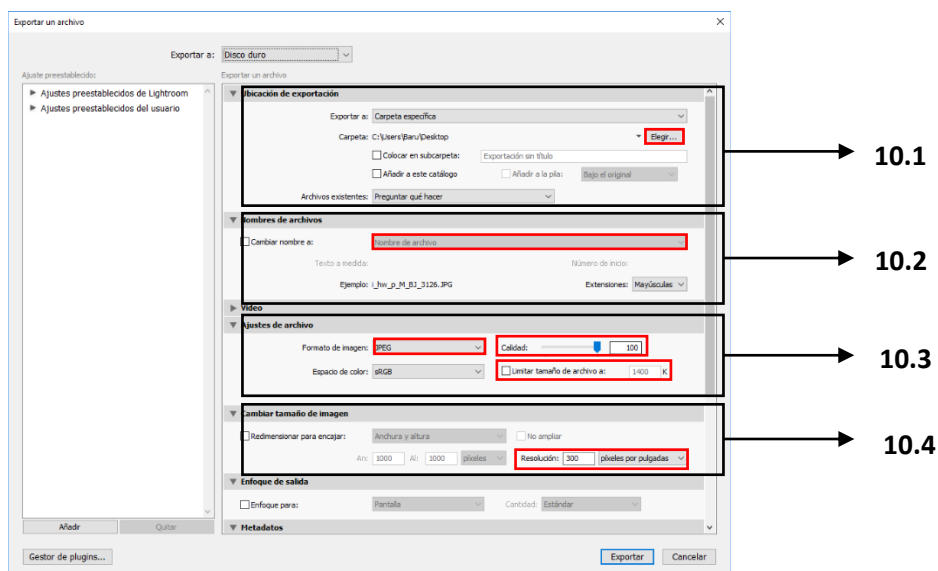 Exportar un archivo
Exportar a: Disco duro
Ajuste preestablecido:
Exportar un archivo
Ajustes preestablecidos de Lightroom
Ajustes preestablecidos del usuario
Ubicación de exportación
Exportar a: Carpeta específica
Carpeta: C:\Users\Baru\Desktop Elegir...
Colocar en subcarpeta: Exportación sin título
Añadir a este catálogo Añadir a la pila: Bajo el original
Archivos existentes: Preguntar qué hacer
10.1
Nombres de archivos
Cambiar nombre a: Nombre de archivo
Texto a medida: Número de inicio:
Ejemplo: i_hw_p_M_BJ_3126.JPG Extensiones: Mayúsculas
10.2
Vídeo
Ajustes de archivo
Formato de imagen: JPEG Calidad: 100
Espacio de color: sRGB Limitar tamaño de archivo a: 1400 K
10.3
Cambiar tamaño de imagen
Redimensionar para encajar: Anchura y altura No ampliar
An: 1000 Al: 1000 píxeles Resolución: 300 píxeles por pulgadas
10.4
Enfoque de salida
Enfoque para: Pantalla Cantidad: Estándar
Metadatos
Añadir Quitar
Gestor de plugins... Exportar Cancelar